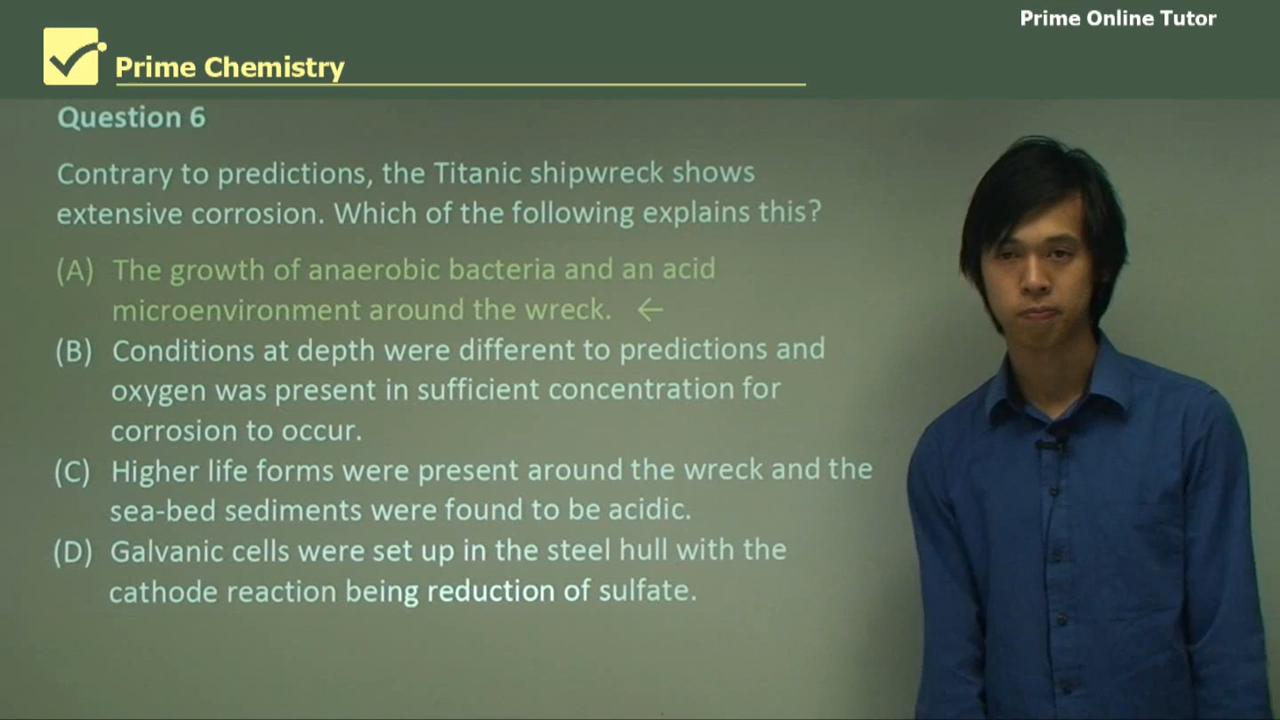 Prime Online Tutor
Prime Chemistry
Question 6
Contrary to predictions, the Titanic shipwreck shows
extensive corrosion. Which of the following explains this?
(A) The growth of anaerobic bacteria and an acid
microenvironment around the wreck. ←
(B) Conditions at depth were different to predictions and
oxygen was present in sufficient concentration for
corrosion to occur.
(C) Higher life forms were present around the wreck and the
sea-bed sediments were found to be acidic.
(D) Galvanic cells were set up in the steel hull with the
cathode reaction being reduction of sulfate.